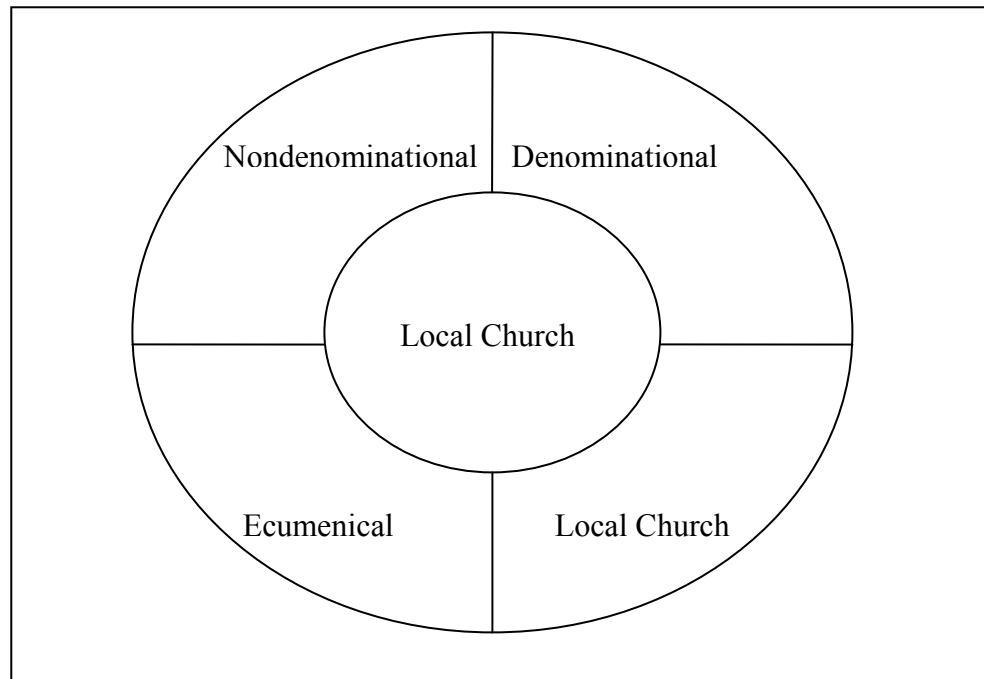 Nondenominational
Denominational
Local Church
Ecumenical
Local Church